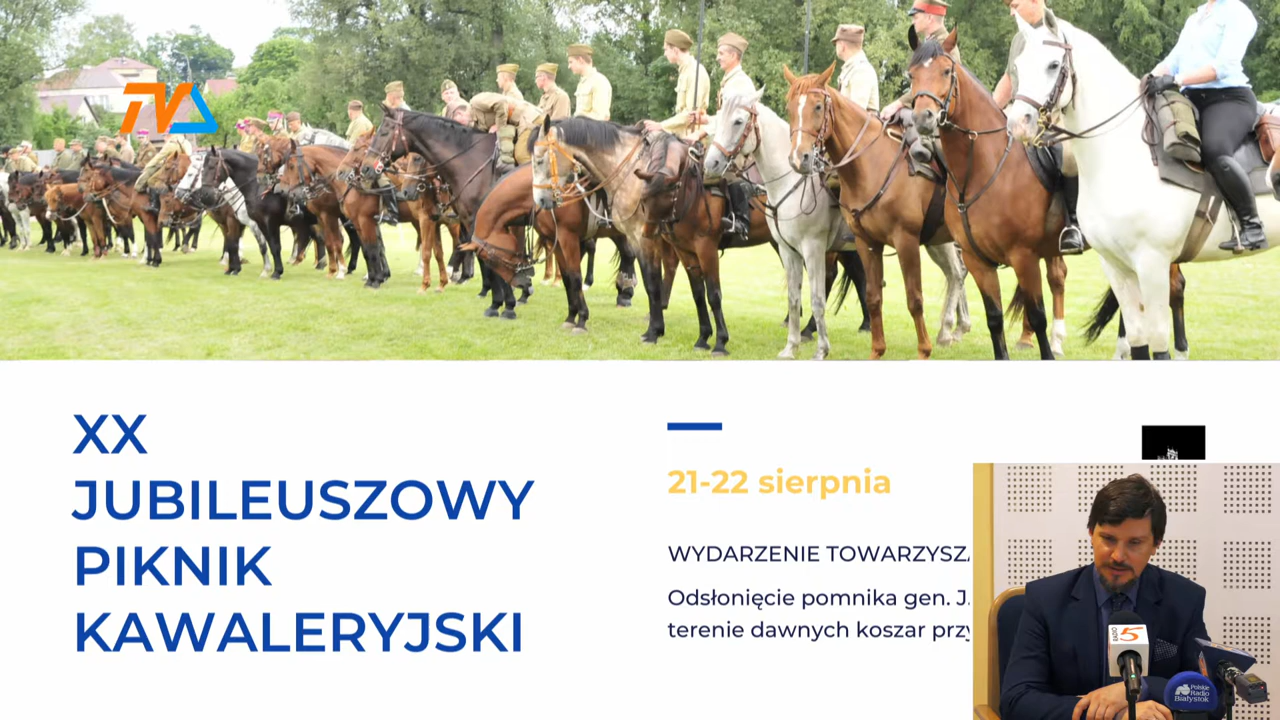 TVA
XX
JUBILEUSZOWY
PIKNIK
KAWALERYJSKI
21-22 sierpnia
WYDARZENIE TOWARZYSZ
Odsłonięcie pomnika gen. J.
terenie dawnych koszar przy
RADIO 5
Polskie
Radio
Białystok